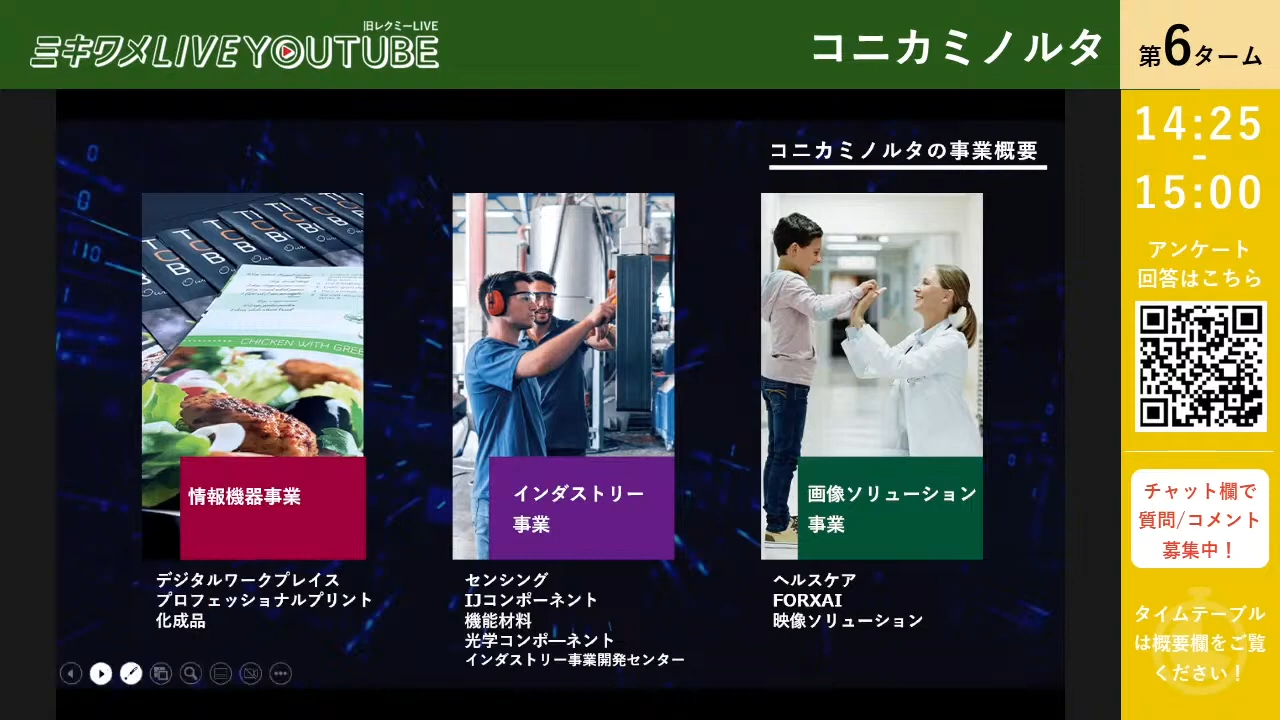 旧レクミーLIVE
ミキワメLIVE YOUTUBE
コニカミノルタ
第6ターム
14:25
-
15:00
アンケート
回答はこちら
チャット欄で
質問/コメント
募集中！
タイムテーブル
は概要欄をご覧
ください！
コニカミノルタの事業概要
CHICKEN WITH GREE
情報機器事業
デジタルワークプレイス
プロフェッショナルプリント
化成品
インダストリー
事業
センシング
IJコンポーネント
機能材料
光学コンポーネント
インダストリー事業開発センター
画像ソリューション
事業
ヘルスケア
FORXAI
映像ソリューション